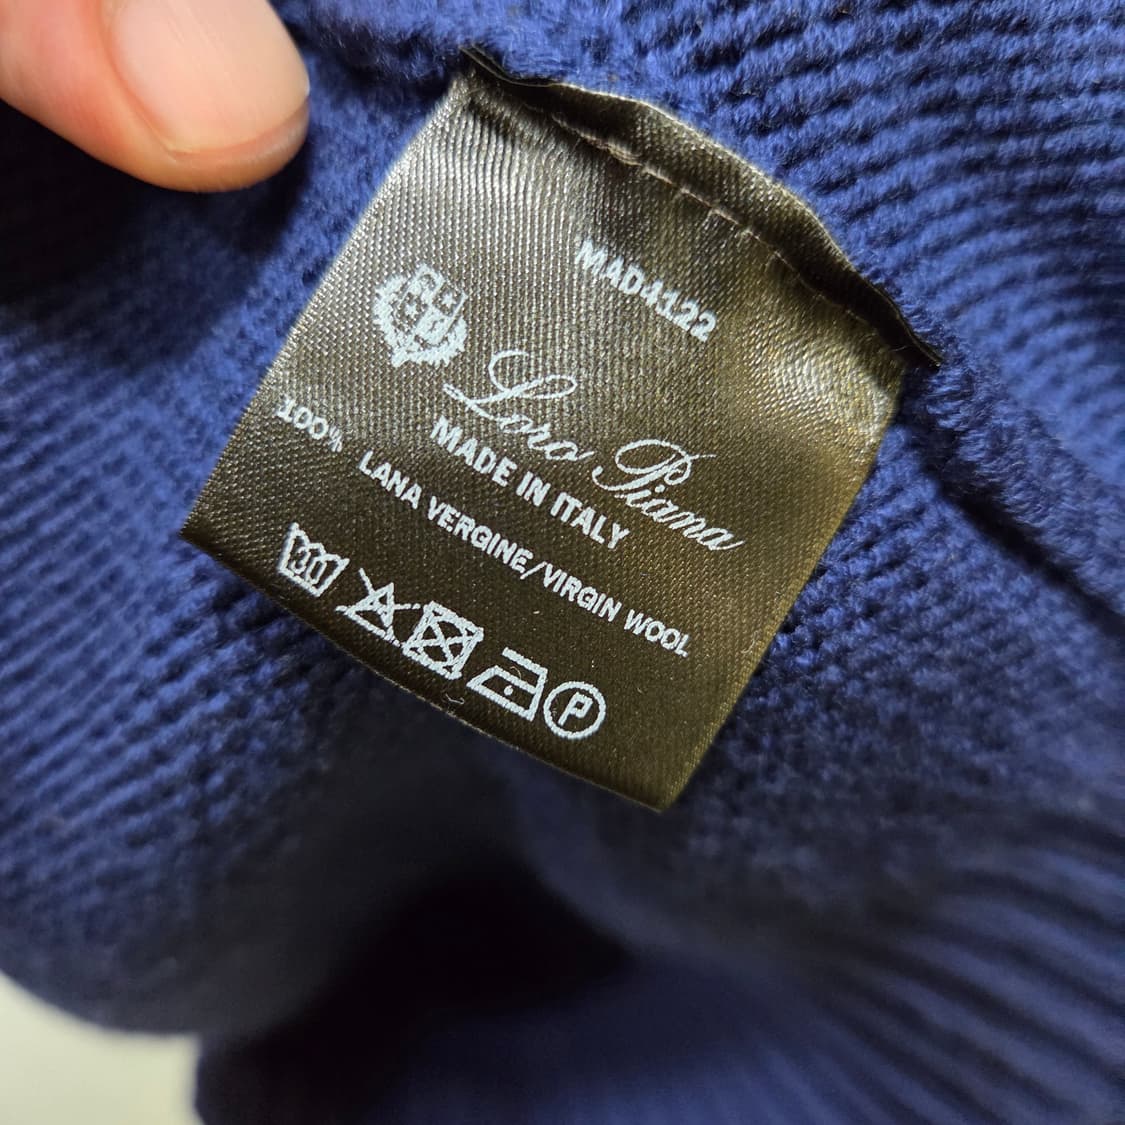 MAD4122
Loro Piana
MADE IN ITALY
100% LANA VERGINE/VIRGIN WOOL
30
P